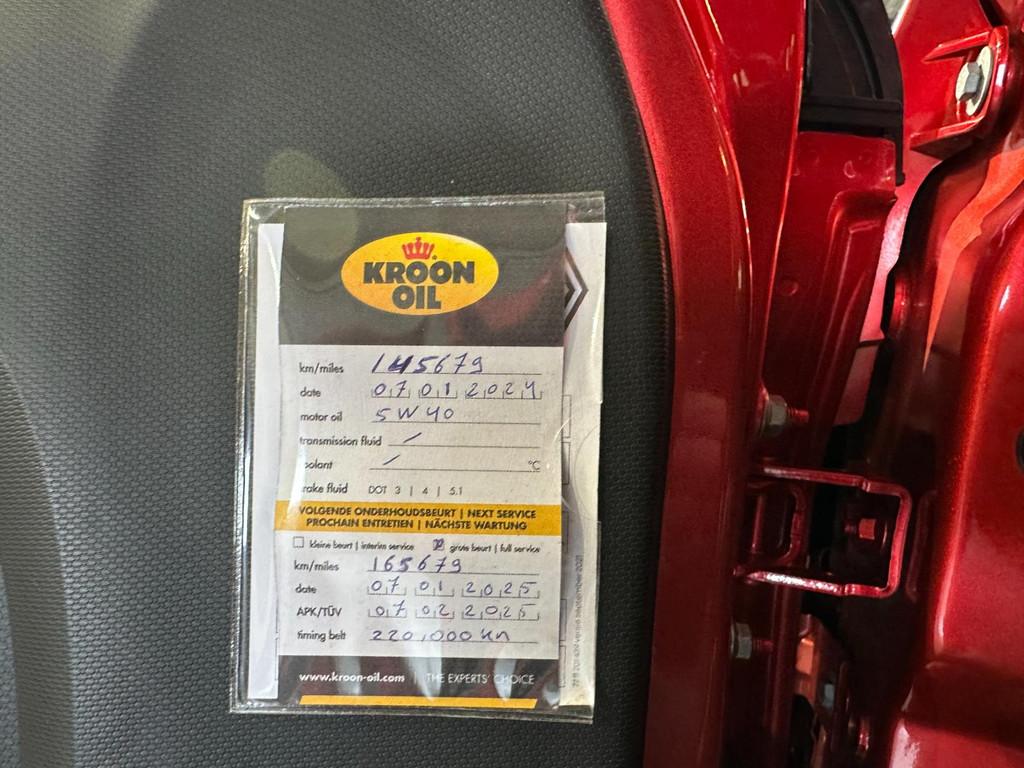 KROON
OIL
km/miles 145679
date 07 01 2024
motor oil 5W40
transmission fluid /
coolant / °C
rake fluid DOT 3 | 4 | 5.1
VOLGENDE ONDERHOUDSBEURT | NEXT SERVICE
PROCHAIN ENTRETIEN | NÄCHSTE WARTUNG
kleine beurt | interim service grote beurt | full service
km/miles 165679
date 07 01 2025
APK/TÜV 07 02 2025
timing belt 220,000 km
www.kroon-oil.com | THE EXPERTS' CHOICE
september 2021